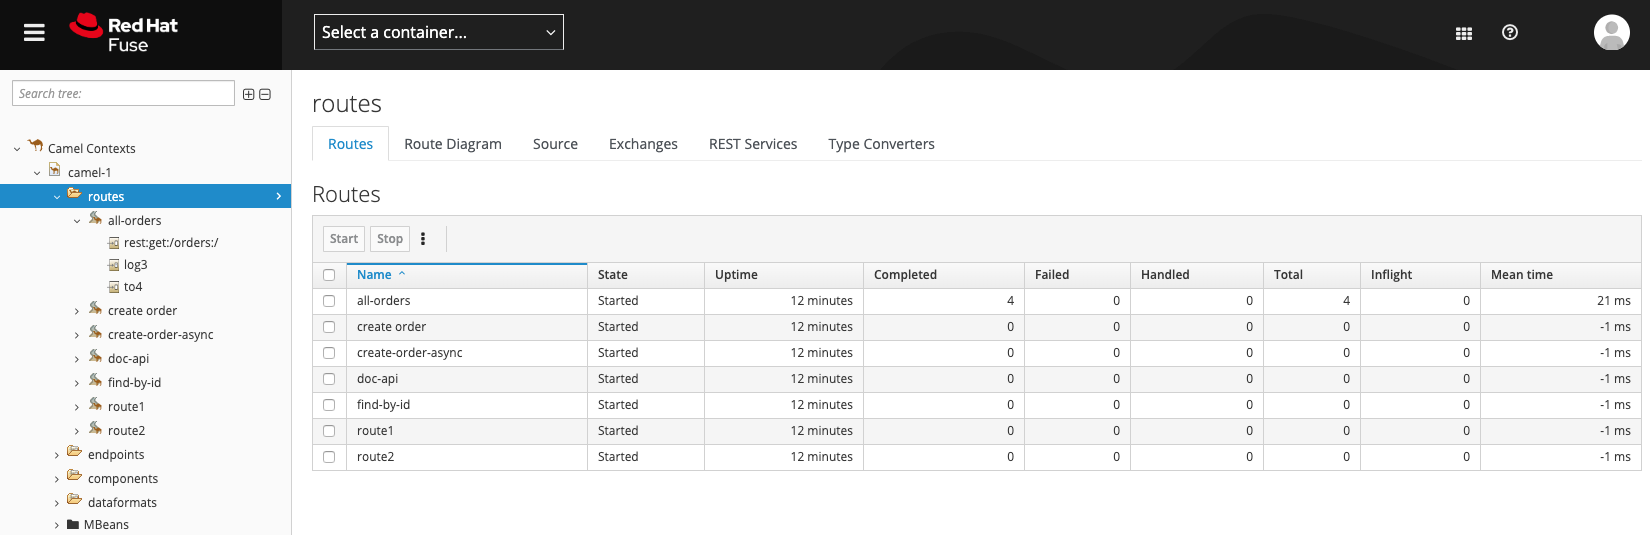 Red Hat
Fuse
Select a container...
Search tree:
Camel Contexts
camel-1
routes
all-orders
rest:get:/orders:/
log3
to4
create order
create-order-async
doc-api
find-by-id
route1
route2
endpoints
components
dataformats
MBeans
routes
Routes Route Diagram Source Exchanges REST Services Type Converters
Routes
Start Stop
Name State Uptime Completed Failed Handled Total Inflight Mean time
all-orders Started 12 minutes 4 0 0 4 0 21 ms
create order Started 12 minutes 0 0 0 0 0 -1 ms
create-order-async Started 12 minutes 0 0 0 0 0 -1 ms
doc-api Started 12 minutes 0 0 0 0 0 -1 ms
find-by-id Started 12 minutes 0 0 0 0 0 -1 ms
route1 Started 12 minutes 0 0 0 0 0 -1 ms
route2 Started 12 minutes 0 0 0 0 0 -1 ms